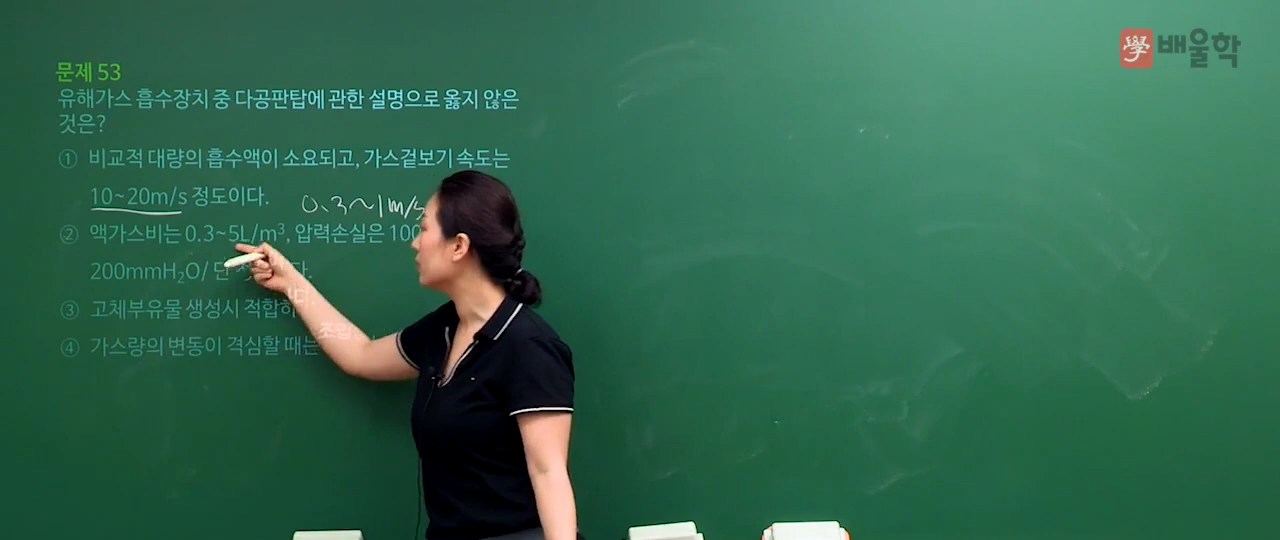 學 배울학
문제 53
유해가스 흡수장치 중 다공판탑에 관한 설명으로 옳지 않은
것은?
① 비교적 대량의 흡수액이 소요되고, 가스겉보기 속도는
10~20m/s 정도이다. 0.3~1m/s
② 액가스비는 0.3~5L/m³, 압력손실은 100
200mmH₂O/ 단
③ 고체부유물 생성시 적합하
④ 가스량의 변동이 격심할 때는